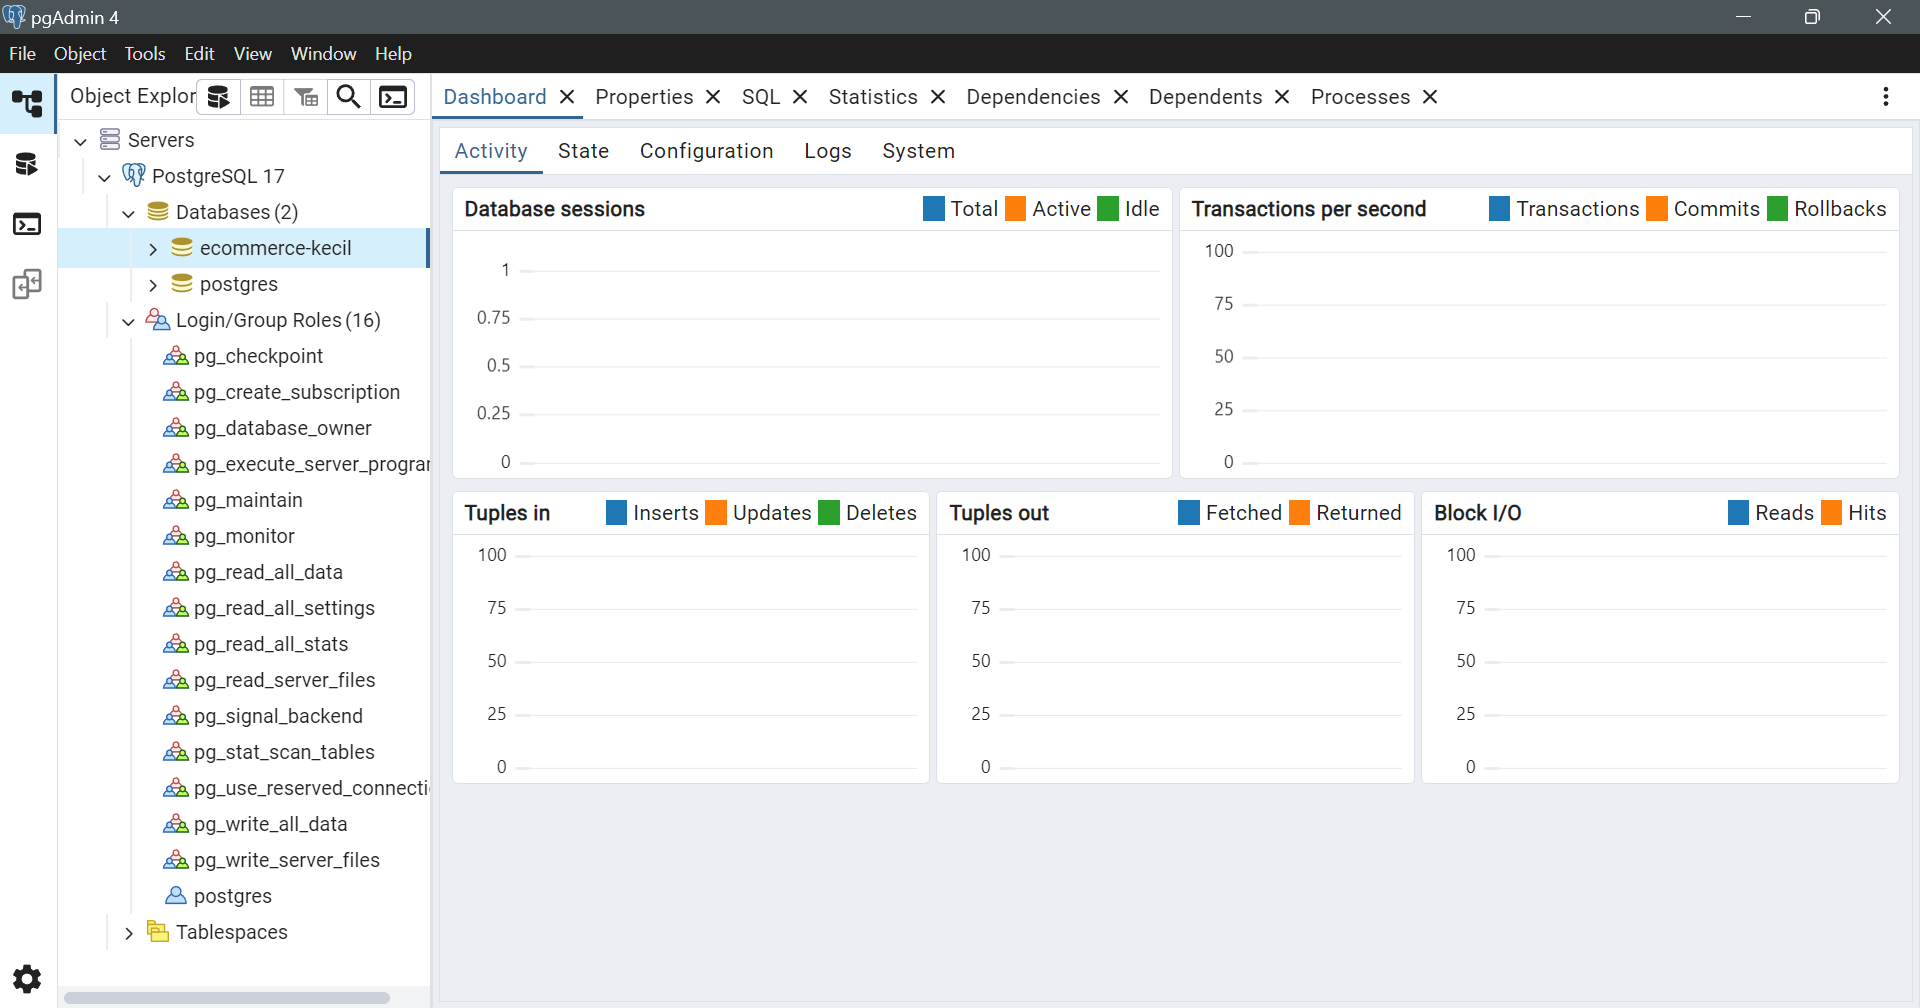 pgAdmin 4
File Object Tools Edit View Window Help
Object Explor
Dashboard Properties SQL Statistics Dependencies Dependents Processes
Servers
PostgreSQL 17
Databases (2)
ecommerce-kecil
postgres
Login/Group Roles (16)
pg_checkpoint
pg_create_subscription
pg_database_owner
pg_execute_server_progra
pg_maintain
pg_monitor
pg_read_all_data
pg_read_all_settings
pg_read_all_stats
pg_read_server_files
pg_signal_backend
pg_stat_scan_tables
pg_use_reserved_connecti
pg_write_all_data
pg_write_server_files
postgres
Tablespaces
Activity State Configuration Logs System
Database sessions Total Active Idle
1
0.75
0.5
0.25
0
Transactions per second Transactions Commits Rollbacks
100
75
50
25
0
Tuples in Inserts Updates Deletes
100
75
50
25
0
Tuples out Fetched Returned
100
75
50
25
0
Block I/O Reads Hits
100
75
50
25
0